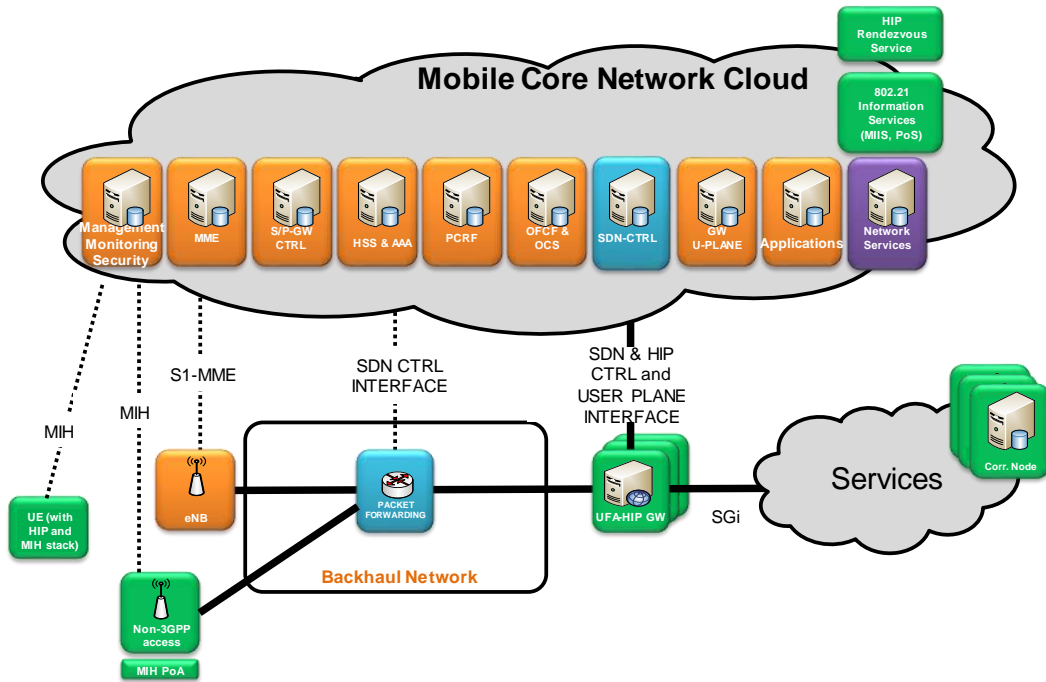 HIP
Rendezvous
Service
Mobile Core Network Cloud
802.21
Information
Services
(MIIS, PoS)
Management
Monitoring
Security
MME
S/P-GW
CTRL
HSS & AAA
PCRF
OFCF &
OCS
SDN-CTRL
GW
U-PLANE
Applications
Network
Services
MIH
MIH
S1-MME
SDN CTRL
INTERFACE
SDN & HIP
CTRL and
USER PLANE
INTERFACE
UE (with
HIP and
MIH stack)
eNB
PACKET
FORWARDING
UFA-HIP GW
SGi
Services
Corr. Node
Backhaul Network
Non-3GPP
access
MIH PoA